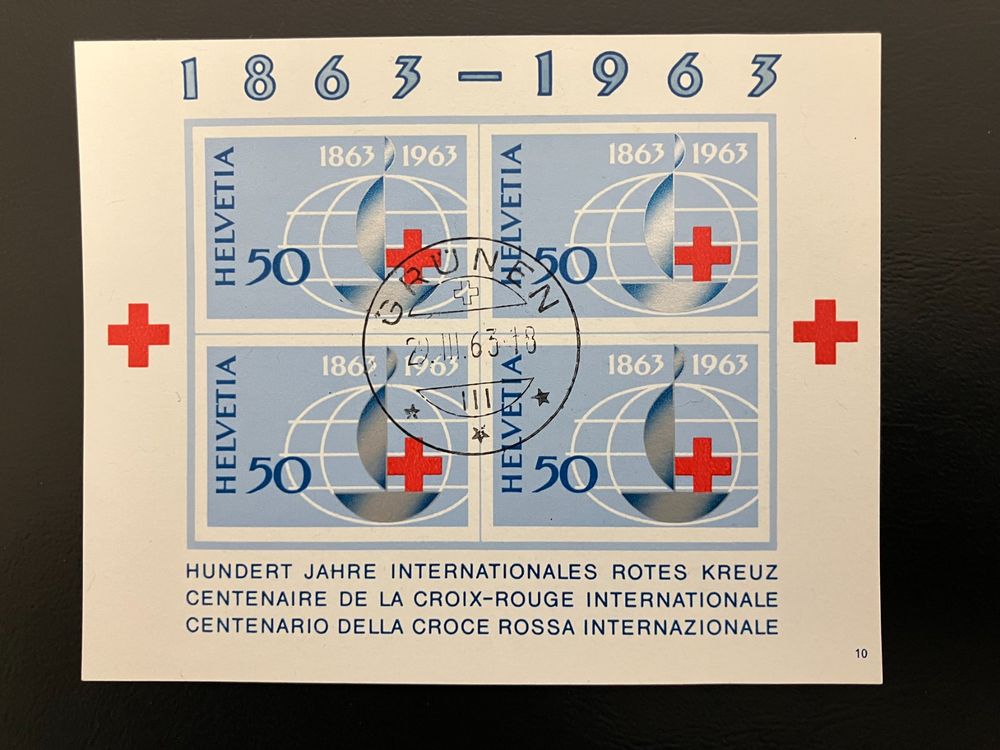 1863–1963
HELVETIA
1863 1963
50
HELVETIA
1863 1963
50
HELVETIA
1863 1963
50
HELVETIA
1863 1963
50
GRÜNEN
III.63-18
III
HUNDERT JAHRE INTERNATIONALES ROTES KREUZ
CENTENAIRE DE LA CROIX-ROUGE INTERNATIONALE
CENTENARIO DELLA CROCE ROSSA INTERNAZIONALE
10